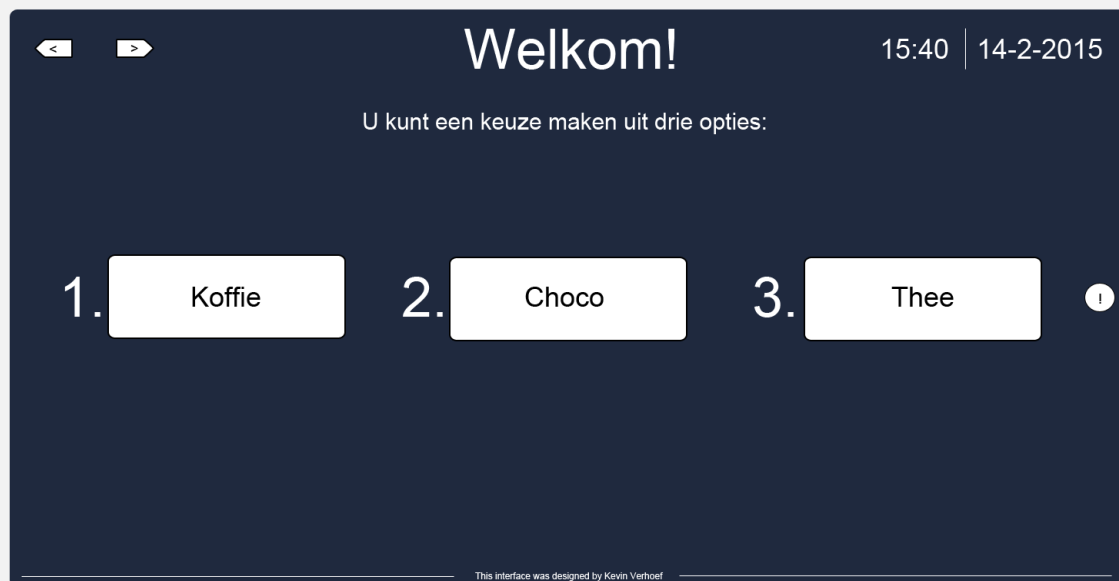 < >
Welkom!
15:40 14-2-2015
U kunt een keuze maken uit drie opties:
1. Koffie 2. Choco 3. Thee !
This interface was designed by Kevin Verhoef